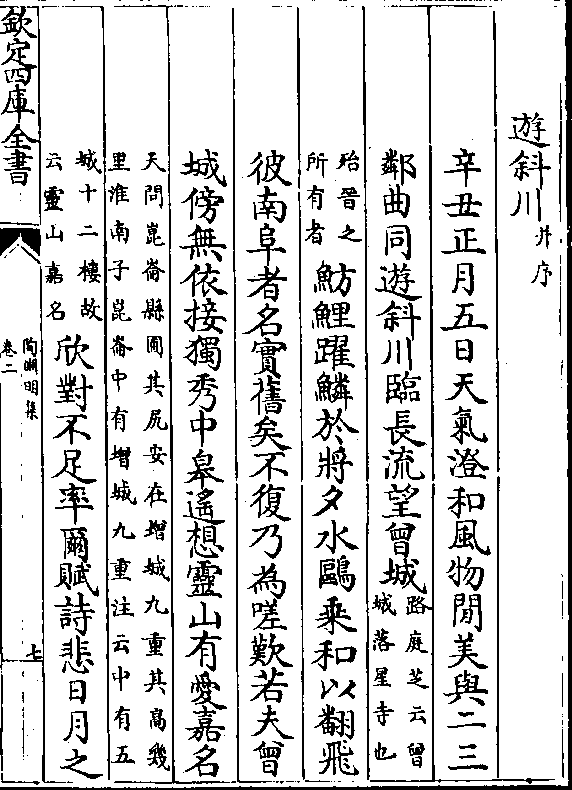 遊斜川并序
辛丑正月五日天氣澄和風物閒美與二三
鄰曲同遊斜川臨長流望曾城路庭芝云曾
城落星寺也
殆晉之
所有者魴鯉躍鱗於將夕水鷗乗和以翻飛
彼南阜者名實舊矣不復乃為嗟歎若夫曾
城傍無依接獨秀中皋遥想靈山有愛嘉名
天問崑崙縣圃其凥安在增城九重其高幾
里淮南子崑崙中有增城九重注云中有五
城十二樓故
云靈山嘉名欣對不足率爾賦詩悲日月之
欽定四庫全書
陶淵明集
卷二
七